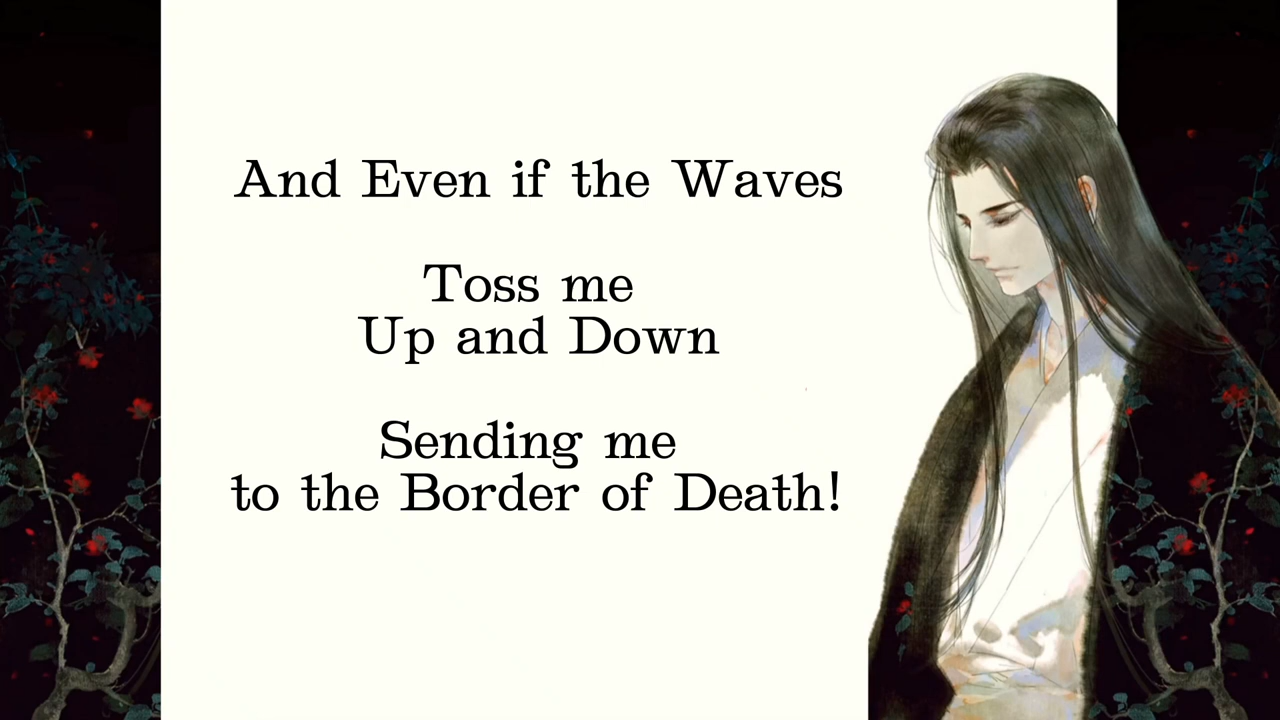 And Even if the Waves
Toss me
Up and Down
Sending me
to the Border of Death!